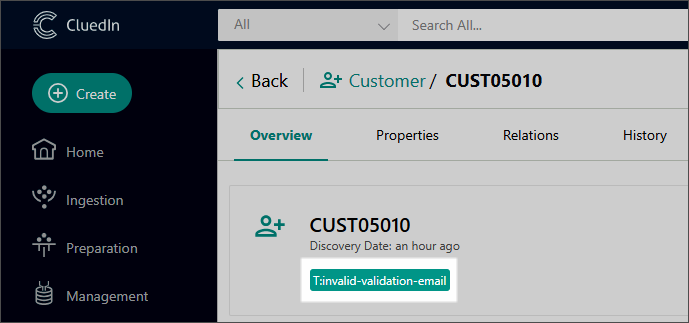 CluedIn
All
Search All...
Create
Home
Ingestion
Preparation
Management
Back
Customer / CUST05010
Overview
Properties
Relations
History
CUST05010
Discovery Date: an hour ago
T:invalid-validation-email